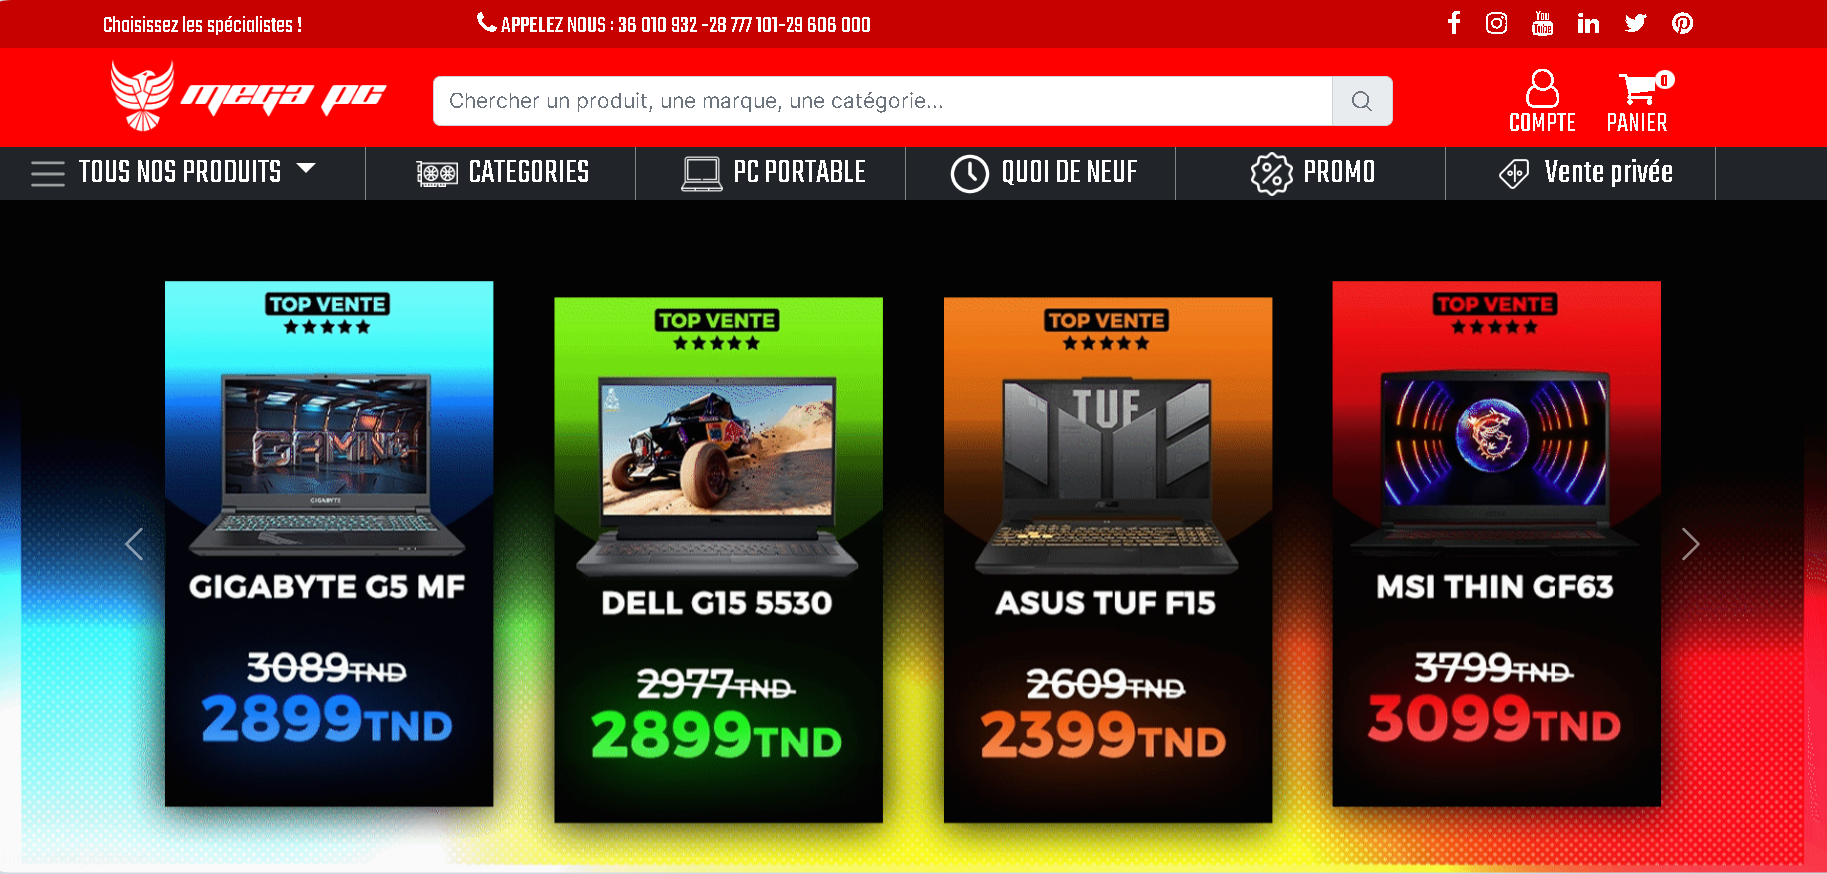 Choisissez les spécialistes !
APPELEZ NOUS : 36 010 932 -28 777 101-29 606 000
You
Tube
MEGA PC
Chercher un produit, une marque, une catégorie...
0
COMPTE
PANIER
TOUS NOS PRODUITS
CATEGORIES
PC PORTABLE
QUOI DE NEUF
PROMO
Vente privée
TOP VENTE
GAMING
GIGABYTE
GIGABYTE G5 MF
3089TND
2899TND
TOP VENTE
DELL G15 5530
2977TND
2899TND
TOP VENTE
TUF
ASUS TUF F15
2609TND
2399TND
TOP VENTE
MSI THIN GF63
3799TND
3099TND